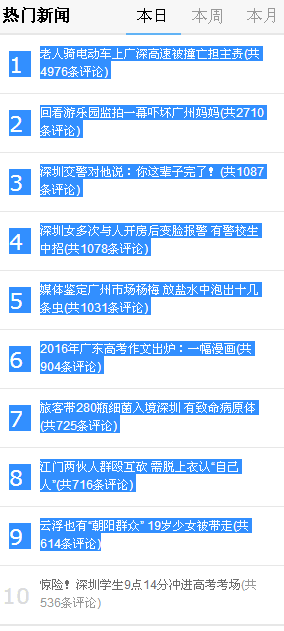 热门新闻 本日 本周 本月
1 老人骑电动车上广深高速被撞亡担主责(共
4976条评论)
2 回看游乐园监拍一幕吓坏广州妈妈(共2710
条评论)
3 深圳交警对他说：你这辈子完了！(共1087
条评论)
4 深圳女多次与人开房后变脸报警 有警校生
中招(共1078条评论)
5 媒体鉴定广州市场杨梅 放盐水中泡出十几
条虫(共1031条评论)
6 2016年广东高考作文出炉：一幅漫画(共
904条评论)
7 旅客带280瓶细菌入境深圳 有致命病原体
(共725条评论)
8 江门两伙人群殴互砍 需脱上衣认“自己
人”(共716条评论)
9 云浮也有“朝阳群众” 19岁少女被带走(共
614条评论)
10 惊险！深圳学生9点14分冲进高考考场(共
536条评论)